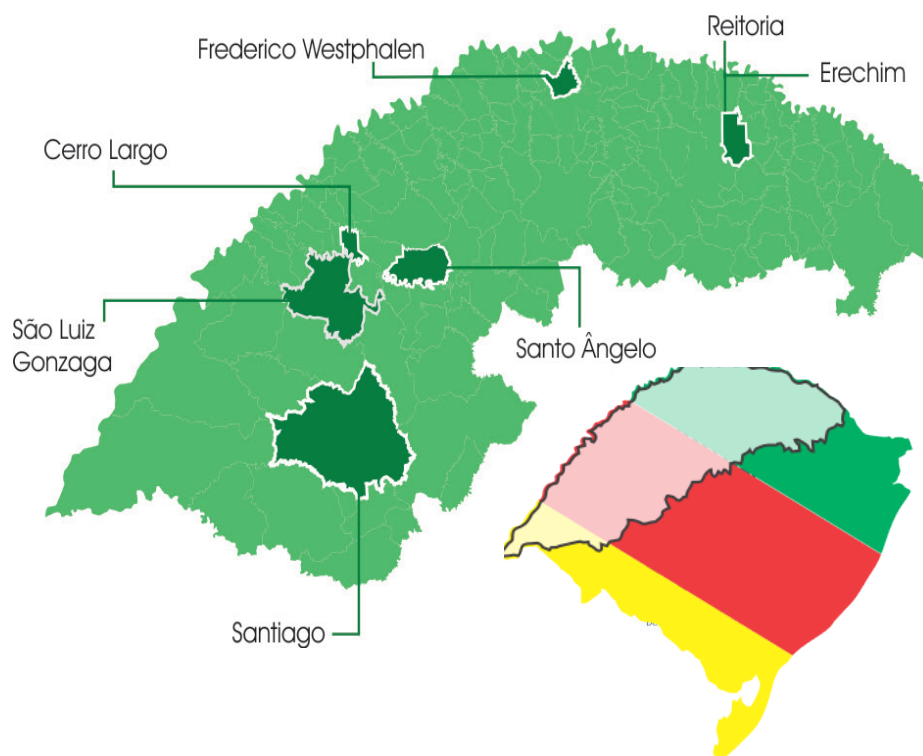 Reitoria
Frederico Westphalen
Erechim
Cerro Largo
São Luiz
Gonzaga
Santo Ângelo
Santiago